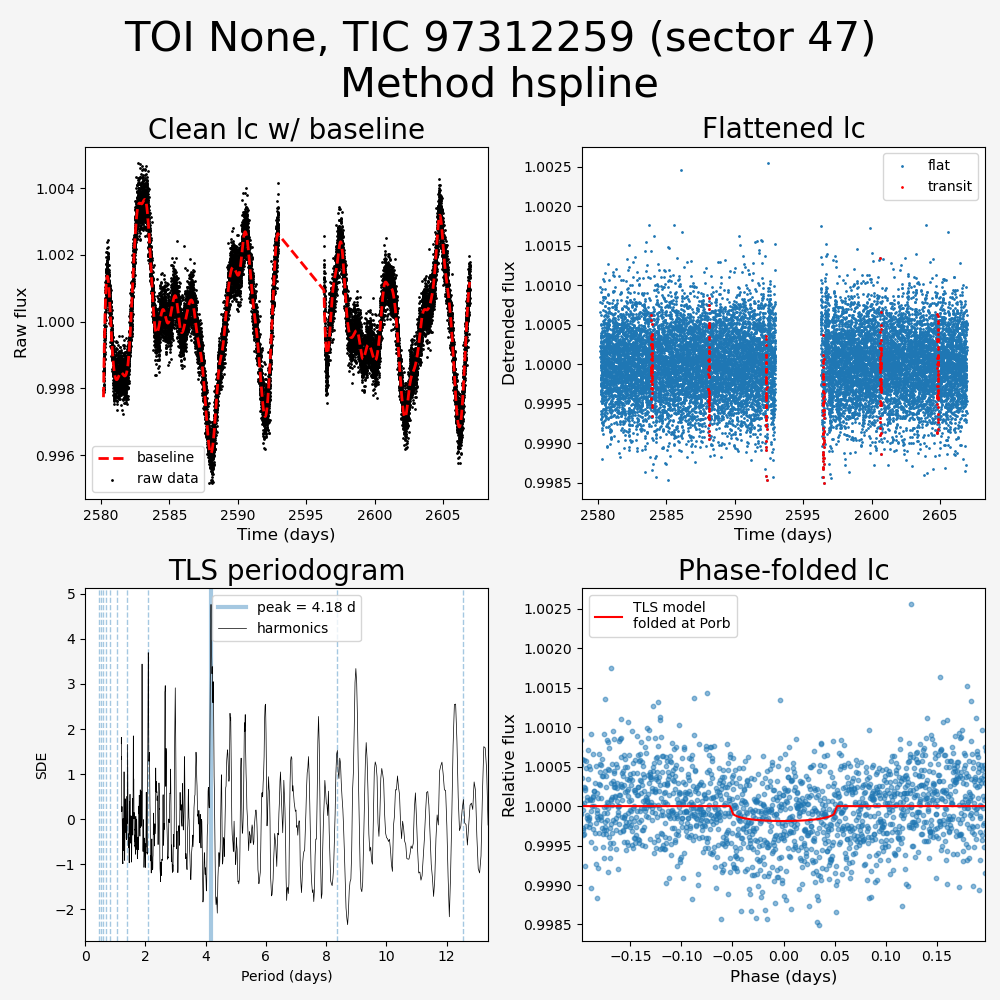 TOI None, TIC 97312259 (sector 47)
Method hspline
Clean lc w/ baseline
1.004
1.002
1.000
0.998
0.996
Raw flux
baseline
raw data
2580
2585
2590
2595
2600
2605
Time (days)
Flattened lc
1.0025
1.0020
1.0015
1.0010
1.0005
1.0000
0.9995
0.9990
0.9985
Detrended flux
flat
transit
2580
2585
2590
2595
2600
2605
Time (days)
TLS periodogram
5
4
3
2
1
0
−1
−2
SDE
peak = 4.18 d
harmonics
0
2
4
6
8
10
12
Period (days)
Phase-folded lc
1.0025
1.0020
1.0015
1.0010
1.0005
1.0000
0.9995
0.9990
0.9985
Relative flux
TLS model
folded at Porb
−0.15
−0.10
−0.05
0.00
0.05
0.10
0.15
Phase (days)